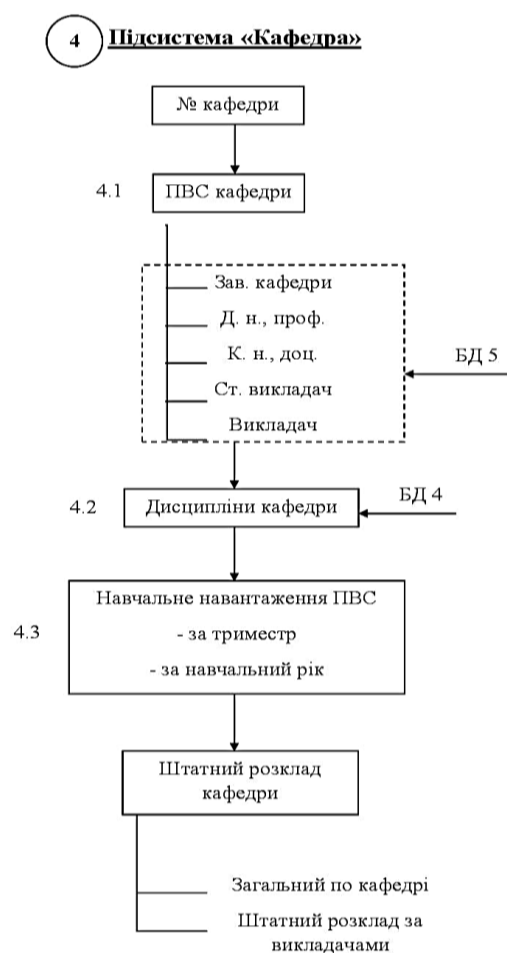 4 Підсистема «Кафедра»
№ кафедри
4.1 ПВС кафедри
Зав. кафедри
Д. н., проф.
К. н., доц.
БД 5
Ст. викладач
Викладач
БД 4
4.2 Дисципліни кафедри
Навчальне навантаження ПВС
4.3 - за триместр
- за навчальний рік
Штатний розклад
кафедри
Загальний по кафедрі
Штатний розклад за
викладачами